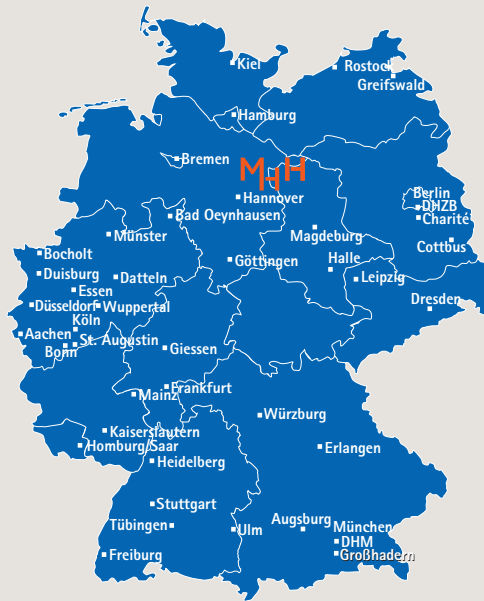 Kiel
Rostock
Greifswald
Hamburg
Bremen
MHH
Hannover
Berlin
DHZB
Charité
Bad Oeynhausen
Münster
Magdeburg
Cottbus
Bocholt
Göttingen
Halle
Duisburg
Datteln
Leipzig
Essen
Düsseldorf
Wuppertal
Dresden
Köln
Aachen
St. Augustin
Bonn
Giessen
Frankfurt
Mainz
Würzburg
Kaiserslautern
Homburg/Saar
Erlangen
Heidelberg
Stuttgart
Tübingen
Ulm
Augsburg
München
DHM
Großhadern
Freiburg